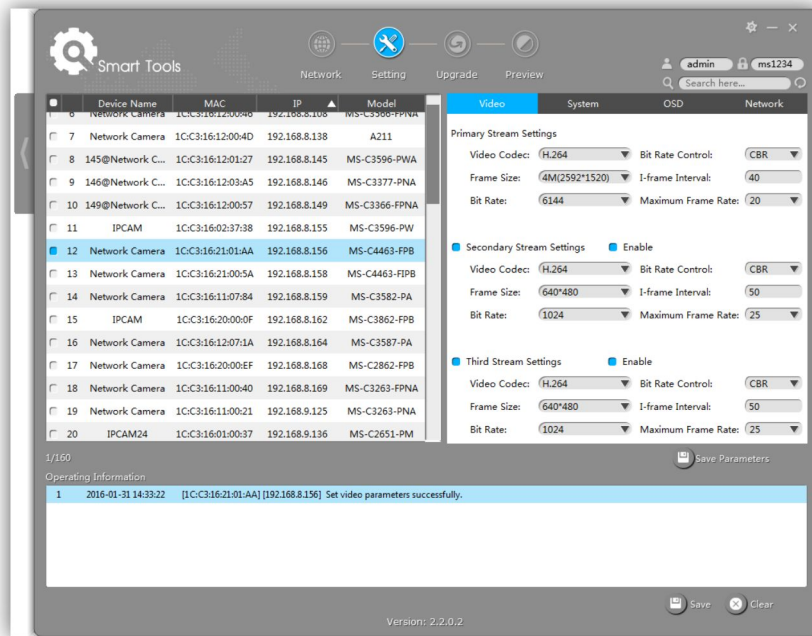 Smart Tools
Network Setting Upgrade Preview
admin ms1234
Search here...
Device Name MAC IP Model
6 Network Camera 1C:C3:16:12:00:46 192.168.8.108 MS-C3566-FPNA
7 Network Camera 1C:C3:16:12:00:4D 192.168.8.138 A211
8 145@Network C... 1C:C3:16:12:01:27 192.168.8.145 MS-C3596-PWA
9 146@Network C... 1C:C3:16:12:03:A5 192.168.8.146 MS-C3377-PNA
10 149@Network C... 1C:C3:16:12:00:57 192.168.8.149 MS-C3366-FPNA
11 IPCAM 1C:C3:16:02:37:38 192.168.8.155 MS-C3596-PW
12 Network Camera 1C:C3:16:21:01:AA 192.168.8.156 MS-C4463-FPB
13 Network Camera 1C:C3:16:21:00:5A 192.168.8.158 MS-C4463-FIPB
14 Network Camera 1C:C3:16:11:07:84 192.168.8.159 MS-C3582-PA
15 IPCAM 1C:C3:16:20:00:0F 192.168.8.162 MS-C3862-FPB
16 Network Camera 1C:C3:16:12:07:1A 192.168.8.164 MS-C3587-PA
17 Network Camera 1C:C3:16:20:00:EF 192.168.8.168 MS-C2862-FPB
18 Network Camera 1C:C3:16:11:00:40 192.168.8.169 MS-C3263-FPNA
19 Network Camera 1C:C3:16:11:00:21 192.168.9.125 MS-C3263-PNA
20 IPCAM24 1C:C3:16:01:00:37 192.168.9.136 MS-C2651-PM
1/160
Video System OSD Network
Primary Stream Settings
Video Codec: H.264 Bit Rate Control: CBR
Frame Size: 4M(2592*1520) I-frame Interval: 40
Bit Rate: 6144 Maximum Frame Rate: 20
Secondary Stream Settings Enable
Video Codec: H.264 Bit Rate Control: CBR
Frame Size: 640*480 I-frame Interval: 50
Bit Rate: 1024 Maximum Frame Rate: 25
Third Stream Settings Enable
Video Codec: H.264 Bit Rate Control: CBR
Frame Size: 640*480 I-frame Interval: 50
Bit Rate: 1024 Maximum Frame Rate: 25
Save Parameters
Operating Information
1 2016-01-31 14:33:22 [1C:C3:16:21:01:AA] [192.168.8.156] Set video parameters successfully.
Save Clear
Version: 2.2.0.2